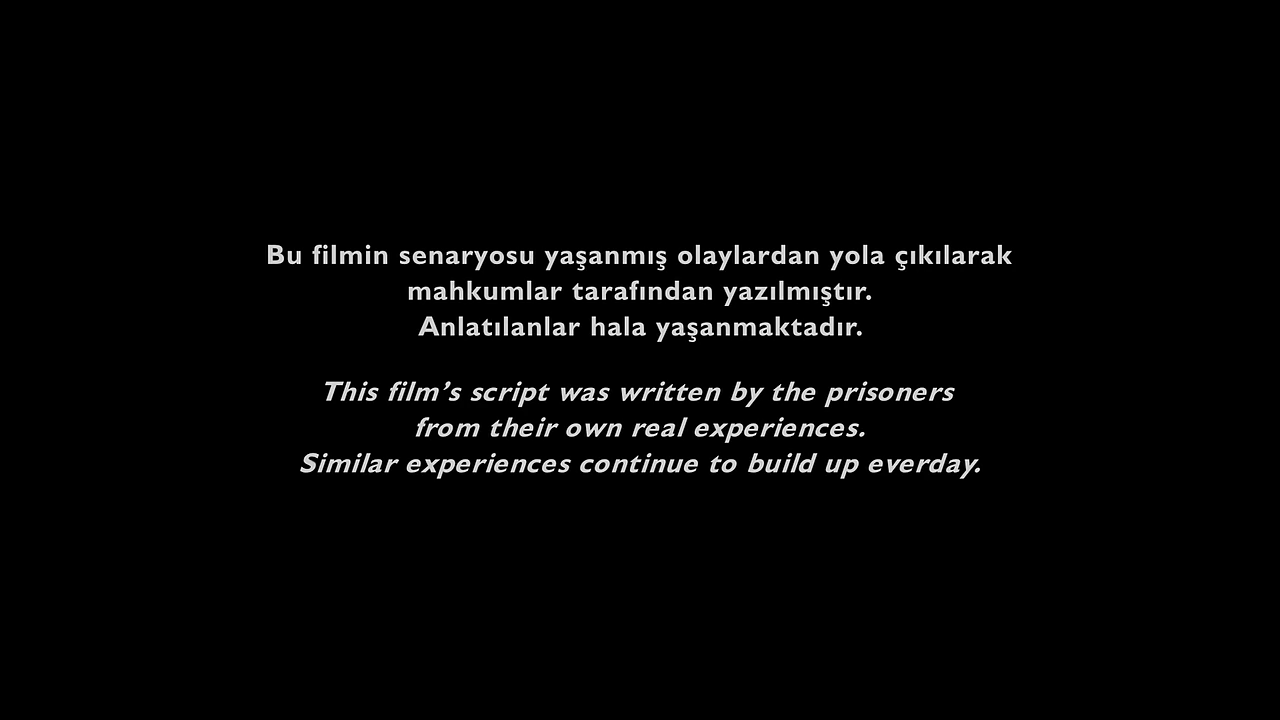 Bu filmin senaryosu yaşanmış olaylardan yola çıkılarak
mahkumlar tarafından yazılmıştır.
Anlatılanlar hala yaşanmaktadır.
This film’s script was written by the prisoners
from their own real experiences.
Similar experiences continue to build up everday.